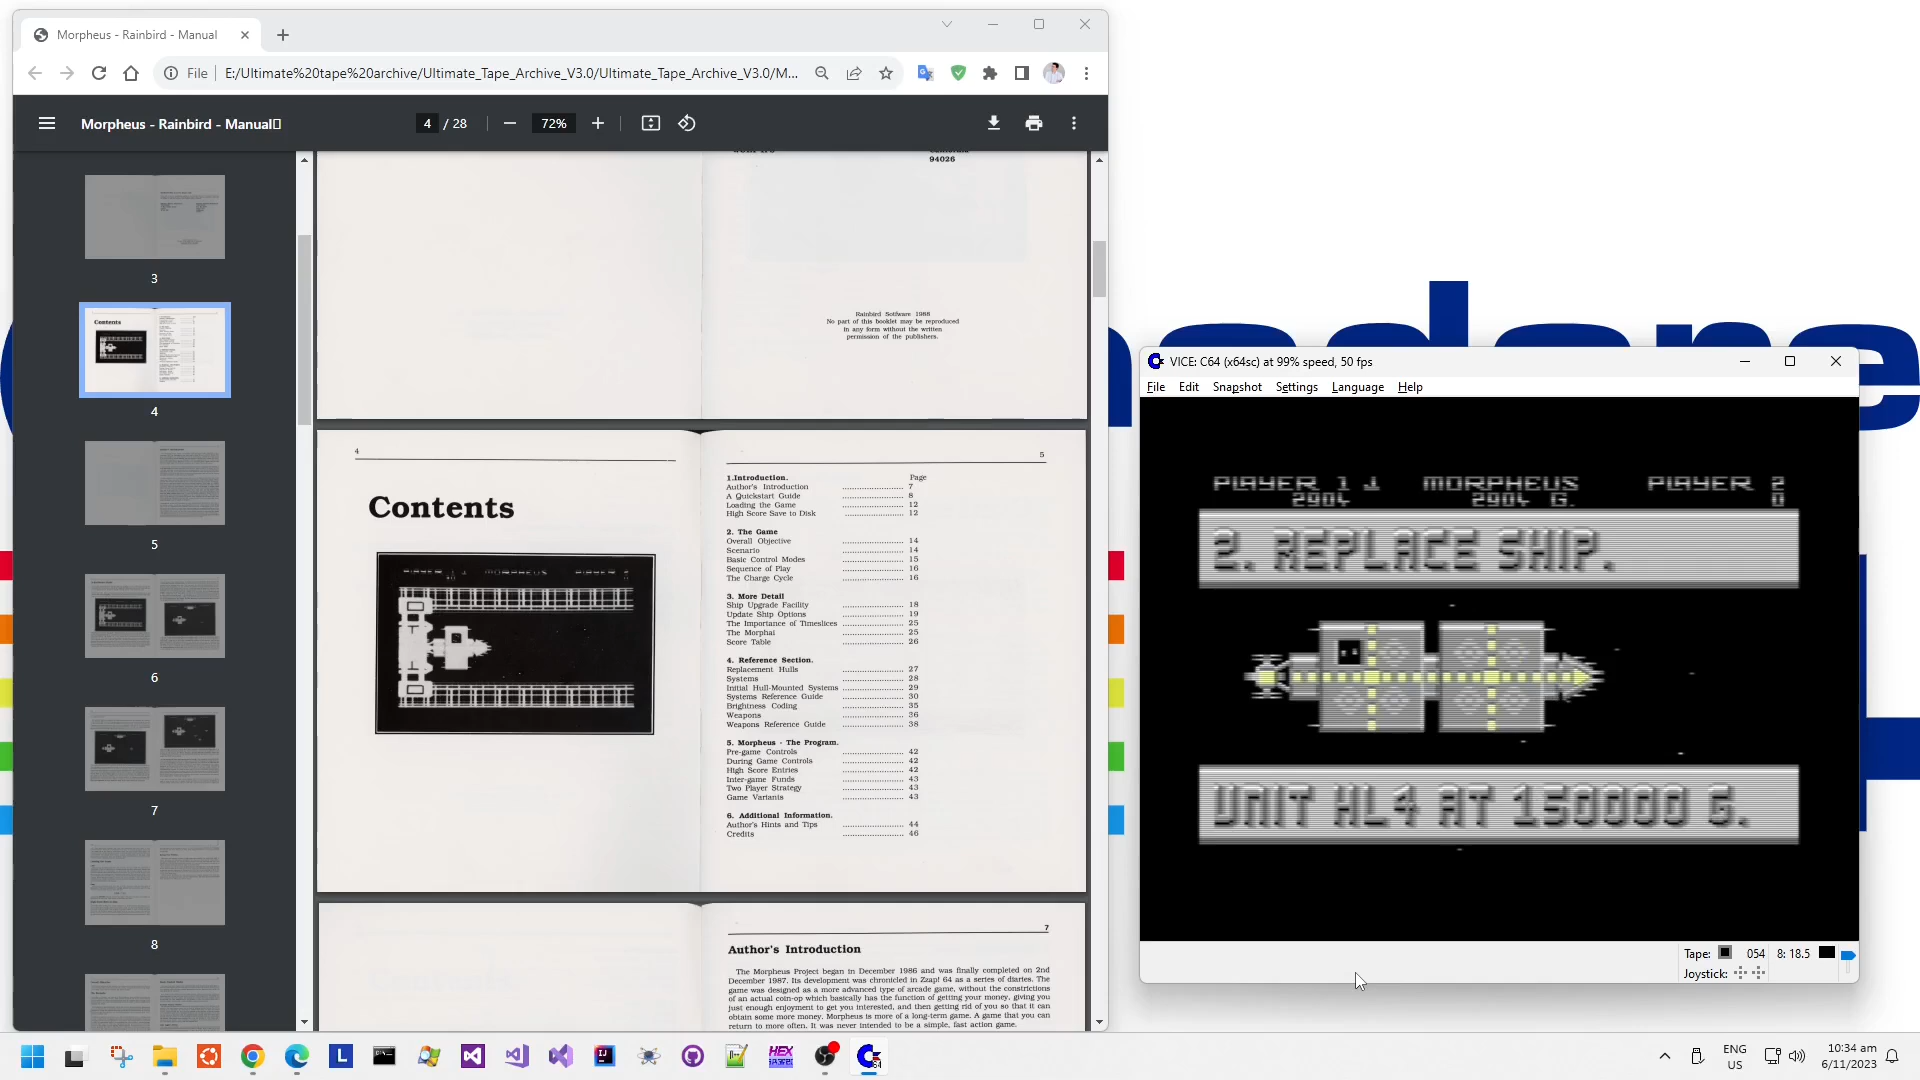 Morpheus - Rainbird - Manual
File
E:/Ultimate%20tape%20archive/Ultimate_Tape_Archive_V3.0/Ultimate_Tape_Archive_V3.0/M...
Morpheus - Rainbird - Manual
4 / 28
72%
3
4
5
6
7
8
94026
Rainbird Software 1988
No part of this booklet may be reproduced
in any form without the written
permission of the publishers.
4
Contents
PLAYER 1 MORPHEUS PLAYER 2
5
1.Introduction. Page
Author's Introduction ........................ 7
A Quickstart Guide ........................ 8
Loading the Game ........................ 12
High Score Save to Disk ........................ 12
2. The Game
Overall Objective ........................ 14
Scenario ........................ 14
Basic Control Modes ........................ 15
Sequence of Play ........................ 16
The Charge Cycle ........................ 16
3. More Detail
Ship Upgrade Facility ........................ 18
Update Ship Options ........................ 19
The Importance of Timeslices ........................ 25
The Morphai ........................ 25
Score Table ........................ 26
4. Reference Section.
Replacement Hulls ........................ 27
Systems ........................ 28
Initial Hull-Mounted Systems ........................ 29
Systems Reference Guide ........................ 30
Brightness Coding ........................ 35
Weapons ........................ 36
Weapons Reference Guide ........................ 38
5. Morpheus - The Program.
Pre-game Controls ........................ 42
During Game Controls ........................ 42
High Score Entries ........................ 42
Inter-game Funds ........................ 43
Two Player Strategy ........................ 43
Game Variants ........................ 43
6. Additional Information.
Author's Hints and Tips ........................ 44
Credits ........................ 46
7
Author's Introduction
The Morpheus Project began in December 1986 and was finally completed on 2nd
December 1987. Its development was chronicled in Zzap! 64 as a series of diaries. The
game was designed as a more advanced type of arcade game, without the constrictions
of an actual coin-op which basically has the function of getting your money, giving you
just enough enjoyment to get you interested, and then getting rid of you so that it can
obtain some more money. Morpheus is more of a long-term game. A game that you can
return to more often. It was never intended to be a simple, fast action game.
VICE: C64 (x64sc) at 99% speed, 50 fps
File Edit Snapshot Settings Language Help
PLAYER 1 J MORPHEUS PLAYER 2
2904 2904 G. 0
2. REPLACE SHIP.
UNIT HL4 AT 150000 G.
Tape: 054 8: 18.5
Joystick:
L
IJ
HEX
64
ENG
US
10:34 am
6/11/2023